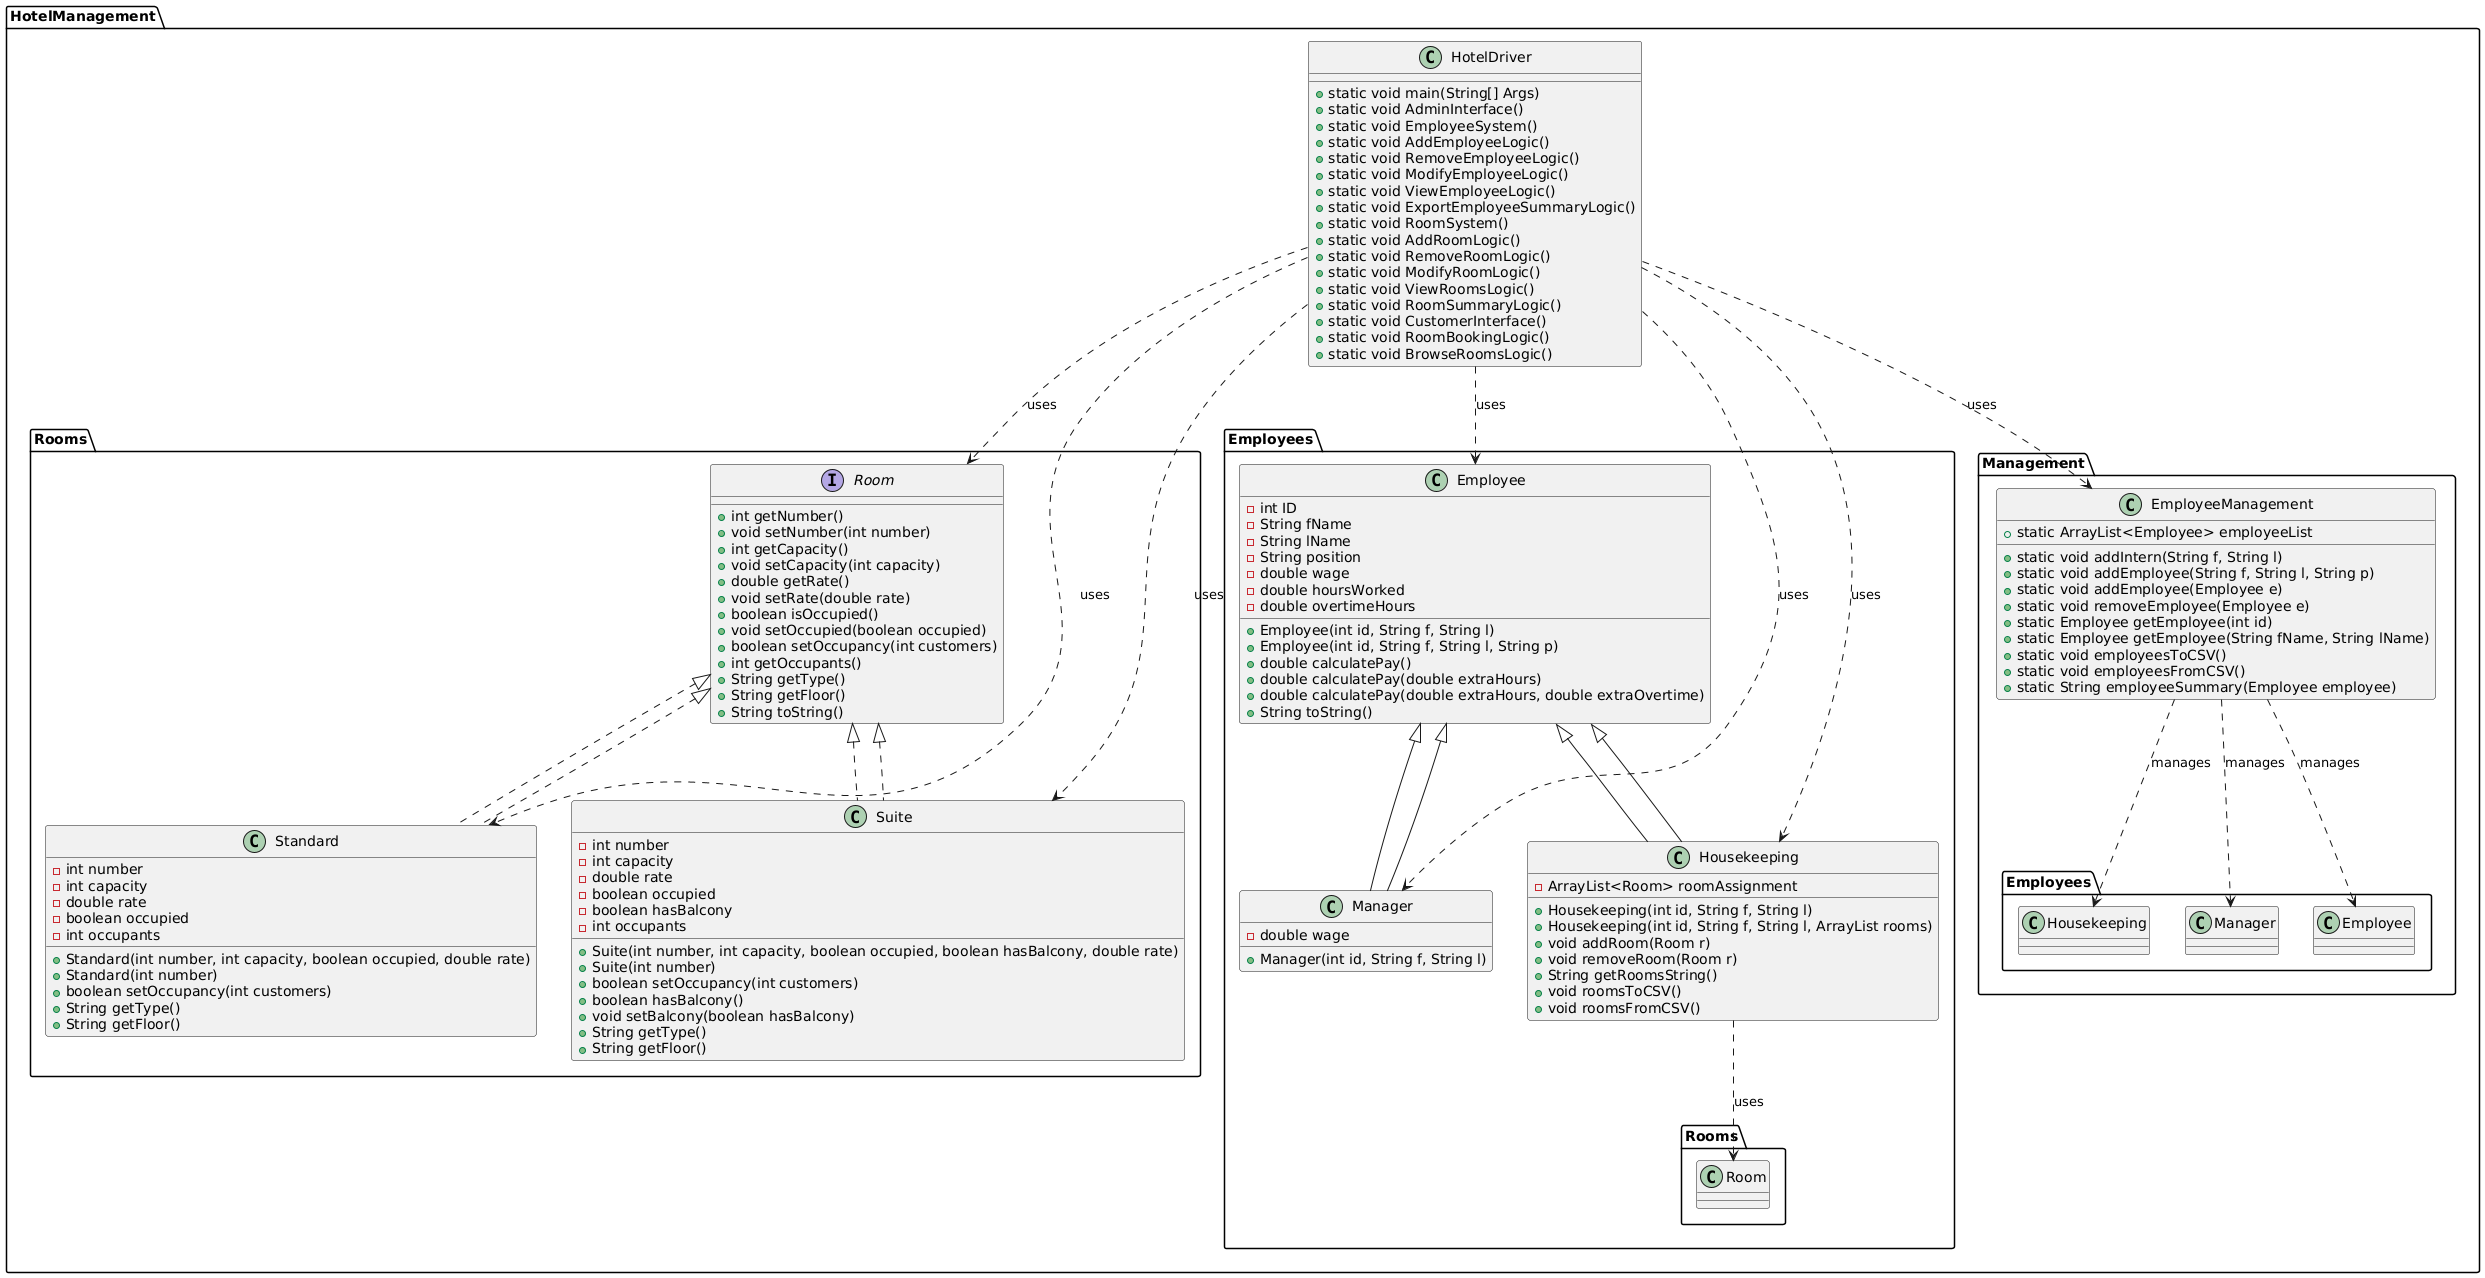 HotelManagement
HotelDriver
static void main(String[] Args)
static void AdminInterface()
static void EmployeeSystem()
static void AddEmployeeLogic()
static void RemoveEmployeeLogic()
static void ModifyEmployeeLogic()
static void ViewEmployeeLogic()
static void ExportEmployeeSummaryLogic()
static void RoomSystem()
static void AddRoomLogic()
static void RemoveRoomLogic()
static void ModifyRoomLogic()
static void ViewRoomsLogic()
static void RoomSummaryLogic()
static void CustomerInterface()
static void RoomBookingLogic()
static void BrowseRoomsLogic()
uses
uses
uses
uses
uses
uses
uses
Rooms
Room
int getNumber()
void setNumber(int number)
int getCapacity()
void setCapacity(int capacity)
double getRate()
void setRate(double rate)
boolean isOccupied()
void setOccupied(boolean occupied)
boolean setOccupancy(int customers)
int getOccupants()
String getType()
String getFloor()
String toString()
Standard
int number
int capacity
double rate
boolean occupied
int occupants
Standard(int number, int capacity, boolean occupied, double rate)
Standard(int number)
boolean setOccupancy(int customers)
String getType()
String getFloor()
Suite
int number
int capacity
double rate
boolean occupied
boolean hasBalcony
int occupants
Suite(int number, int capacity, boolean occupied, boolean hasBalcony, double rate)
Suite(int number)
boolean setOccupancy(int customers)
boolean hasBalcony()
void setBalcony(boolean hasBalcony)
String getType()
String getFloor()
Employees
Employee
int ID
String fName
String lName
String position
double wage
double hoursWorked
double overtimeHours
Employee(int id, String f, String l)
Employee(int id, String f, String l, String p)
double calculatePay()
double calculatePay(double extraHours)
double calculatePay(double extraHours, double extraOvertime)
String toString()
Manager
double wage
Manager(int id, String f, String l)
Housekeeping
ArrayList<Room> roomAssignment
Housekeeping(int id, String f, String l)
Housekeeping(int id, String f, String l, ArrayList rooms)
void addRoom(Room r)
void removeRoom(Room r)
String getRoomsString()
void roomsToCSV()
void roomsFromCSV()
uses
Rooms
Room
Management
EmployeeManagement
static ArrayList<Employee> employeeList
static void addIntern(String f, String l)
static void addEmployee(String f, String l, String p)
static void addEmployee(Employee e)
static void removeEmployee(Employee e)
static Employee getEmployee(int id)
static Employee getEmployee(String fName, String lName)
static void employeesToCSV()
static void employeesFromCSV()
static String employeeSummary(Employee employee)
manages
manages
manages
Employees
Housekeeping
Manager
Employee